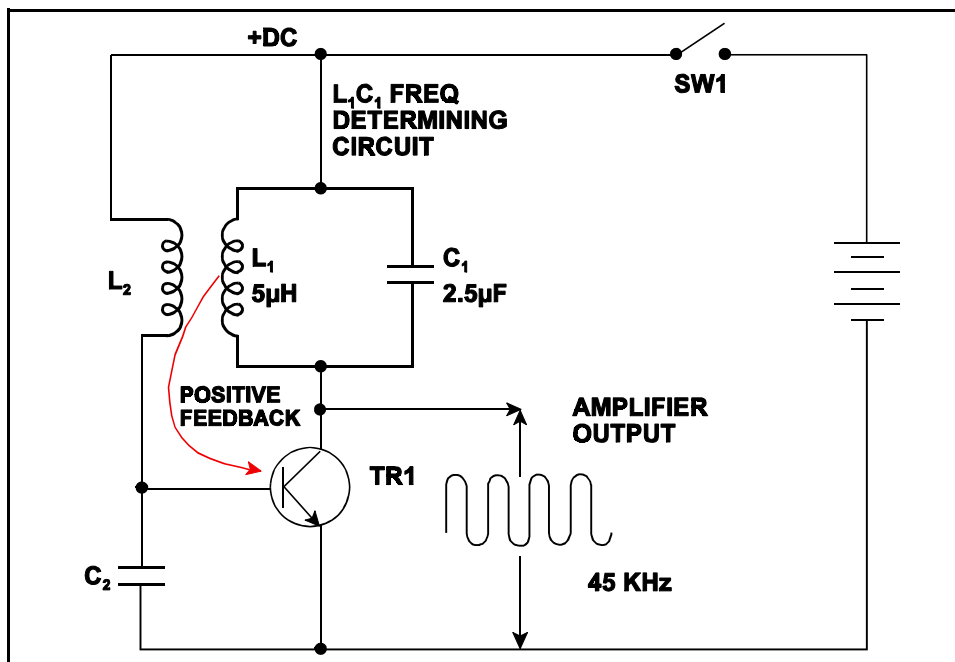 +DC
SW1
L₁C₁ FREQ
DETERMINING
CIRCUIT
L₂
L₁
5µH
C₁
2.5µF
POSITIVE
FEEDBACK
AMPLIFIER
OUTPUT
TR1
C₂
45 KHz